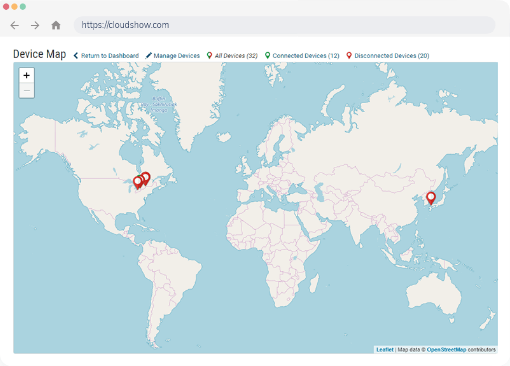 https://cloudshow.com
Device Map Return to Dashboard Manage Devices All Devices (32) Connected Devices (12) Disconnected Devices (20)
+
−
Leaflet | Map data © OpenStreetMap contributors